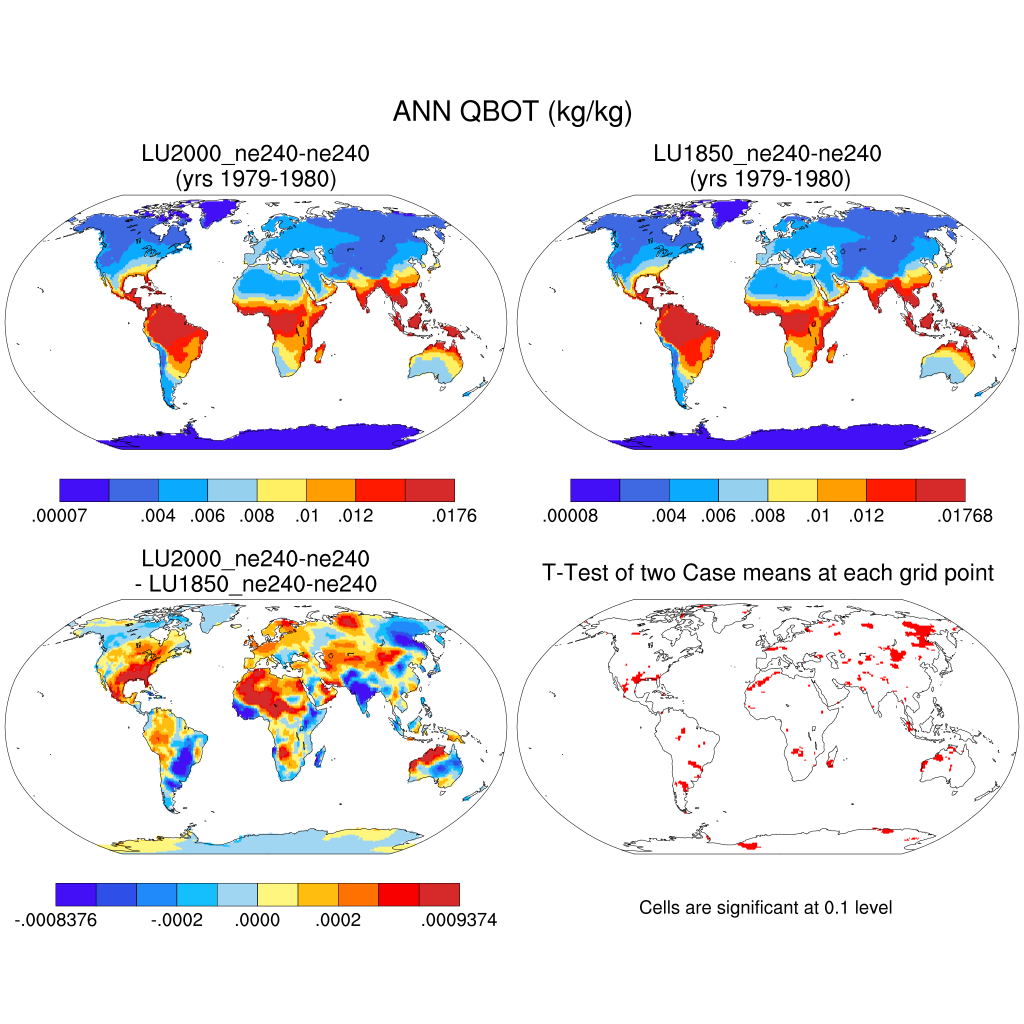 ANN QBOT (kg/kg)
LU2000_ne240-ne240
(yrs 1979-1980)
LU1850_ne240-ne240
(yrs 1979-1980)
.00007 .004 .006 .008 .01 .012 .0176
.00008 .004 .006 .008 .01 .012 .01768
LU2000_ne240-ne240
- LU1850_ne240-ne240
T-Test of two Case means at each grid point
-.0008376 -.0002 .0000 .0002 .0009374
Cells are significant at 0.1 level